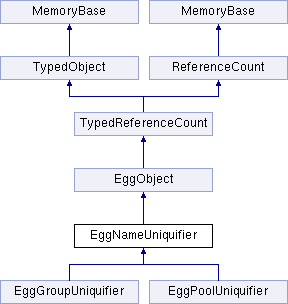 MemoryBase MemoryBase
TypedObject ReferenceCount
TypedReferenceCount
EggObject
EggNameUniquifier
EggGroupUniquifier EggPoolUniquifier